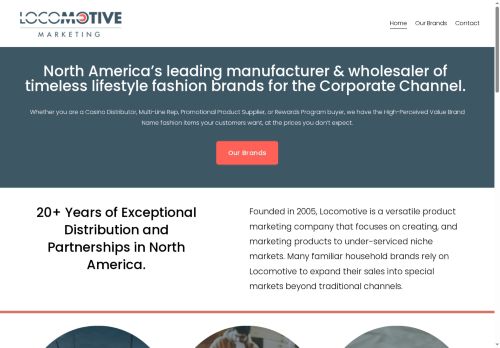 LOCOMOTIVE
MARKETING
Home Our Brands Contact
North America's leading manufacturer & wholesaler of
timeless lifestyle fashion brands for the Corporate Channel.
Whether you are a Casino Distributor, Multi-Line Rep, Promotional Product Supplier, or Rewards Program buyer, we have the High-Perceived Value Brand
Name fashion items your customers want, at the prices you don't expect.
Our Brands
20+ Years of Exceptional
Distribution and
Partnerships in North
America.
Founded in 2005, Locomotive is a versatile product
marketing company that focuses on creating, and
marketing products to under-serviced niche
markets. Many familiar household brands rely on
Locomotive to expand their sales into special
markets beyond traditional channels.